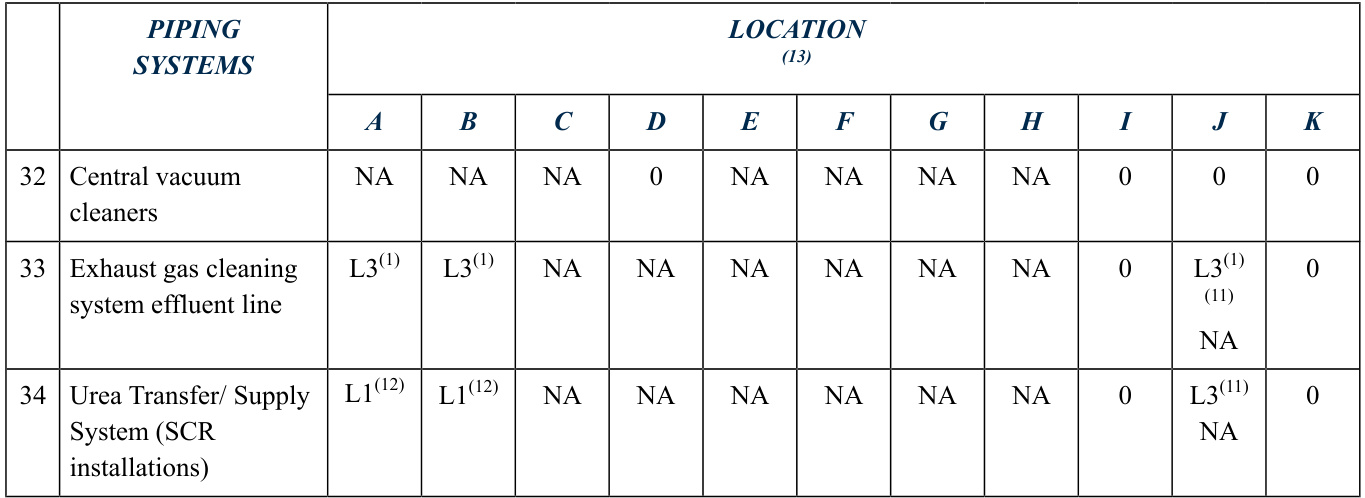 PIPING SYSTEMS LOCATION (13)
A B C D E F G H I J K
32 Central vacuum cleaners NA NA NA 0 NA NA NA NA 0 0 0
33 Exhaust gas cleaning system effluent line L3(1) L3(1) NA NA NA NA NA NA 0 L3(1) (11) NA 0
34 Urea Transfer/ Supply System (SCR installations) L1(12) L1(12) NA NA NA NA NA NA 0 L3(11) NA 0